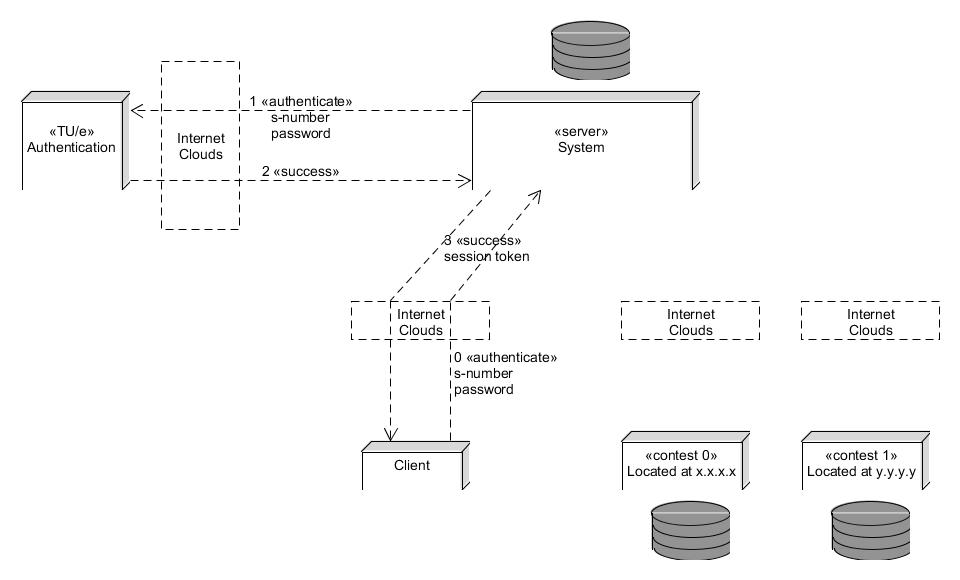 1 «authenticate»
s-number
password
«TU/e»
Authentication
Internet
Clouds
«server»
System
2 «success»
3 «success»
session token
Internet
Clouds
Internet
Clouds
Internet
Clouds
0 «authenticate»
s-number
password
Client
«contest 0»
Located at x.x.x.x
«contest 1»
Located at y.y.y.y